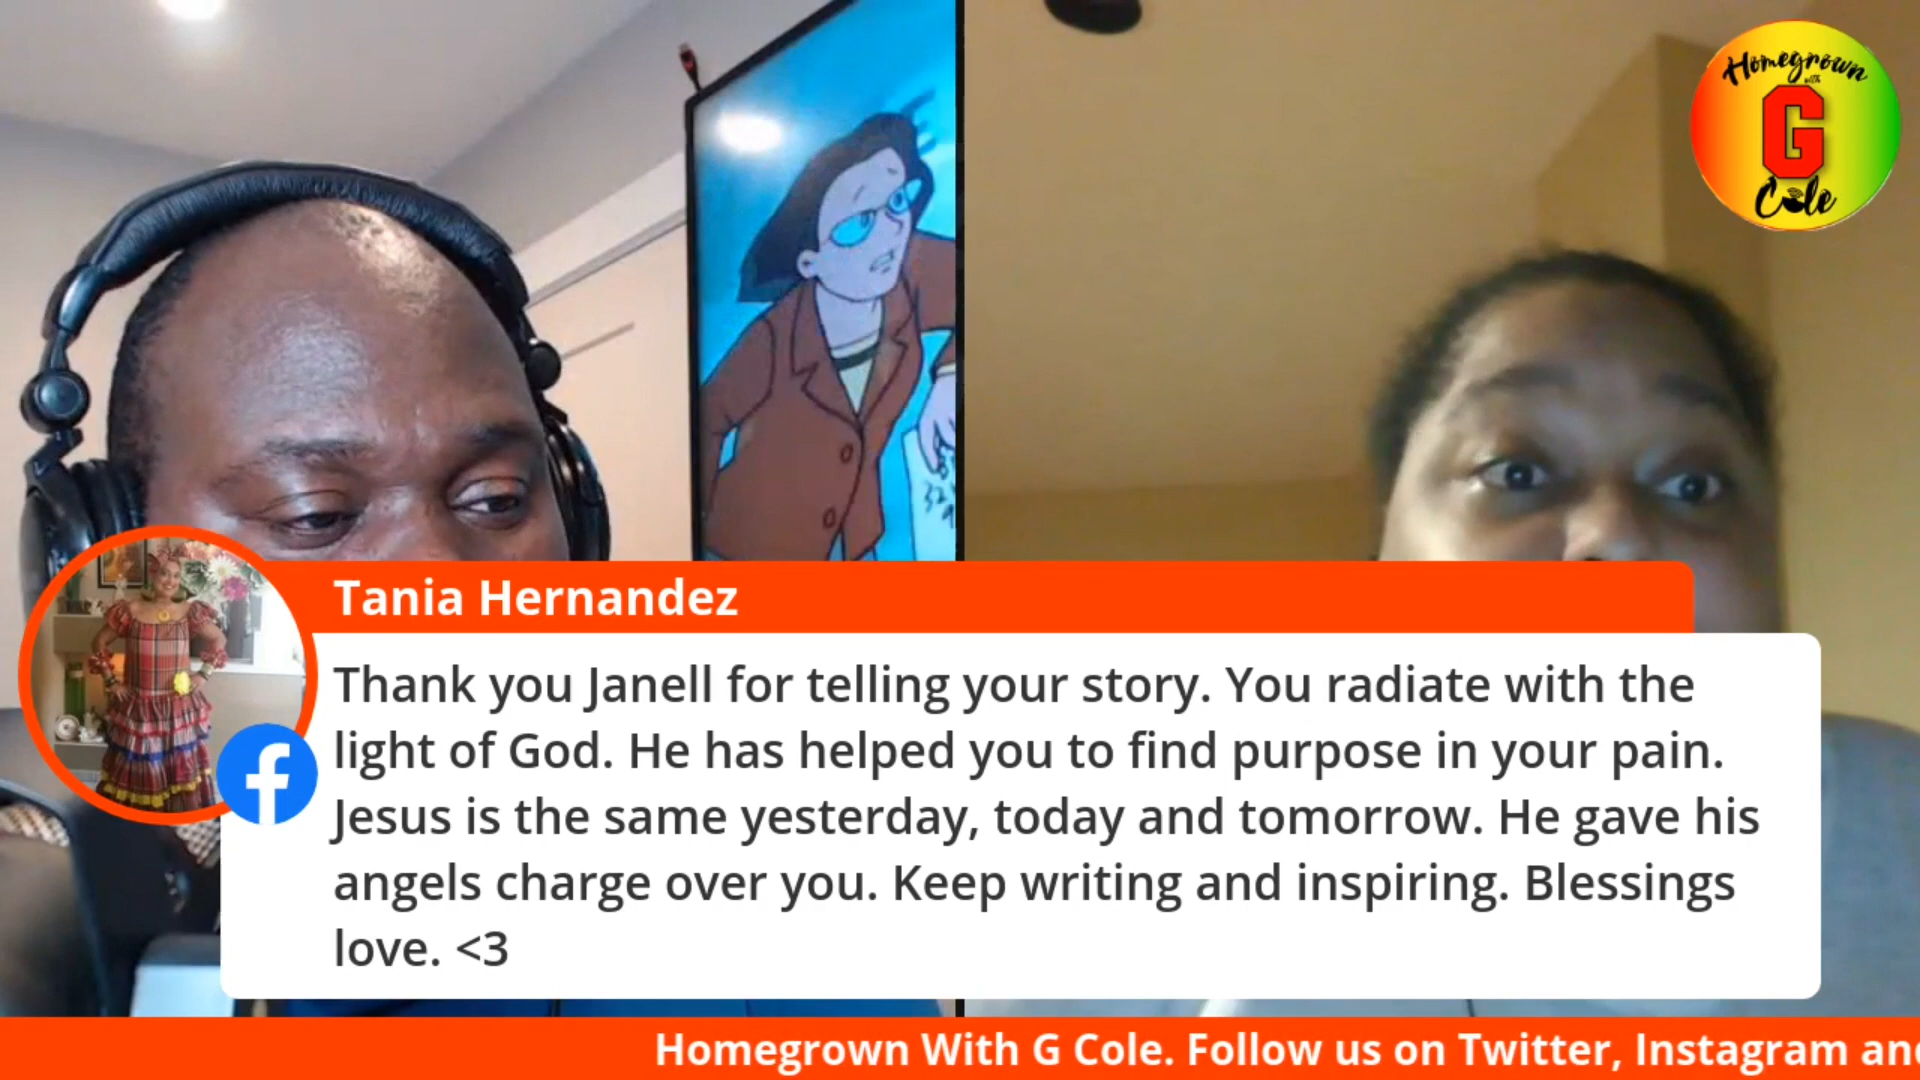 Homegrown
with
G
Cole
Tania Hernandez
Thank you Janell for telling your story. You radiate with the
light of God. He has helped you to find purpose in your pain.
Jesus is the same yesterday, today and tomorrow. He gave his
angels charge over you. Keep writing and inspiring. Blessings
love. <3
Homegrown With G Cole. Follow us on Twitter, Instagram and